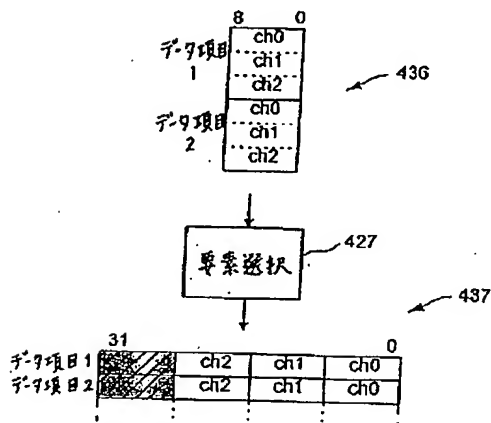 8 0
データ項目 ch0
1 ch1
ch2
436
データ項目 ch0
2 ch1
ch2
要素選択
427
437
31 0
データ項目1 ch2 ch1 ch0
データ項目2 ch2 ch1 ch0